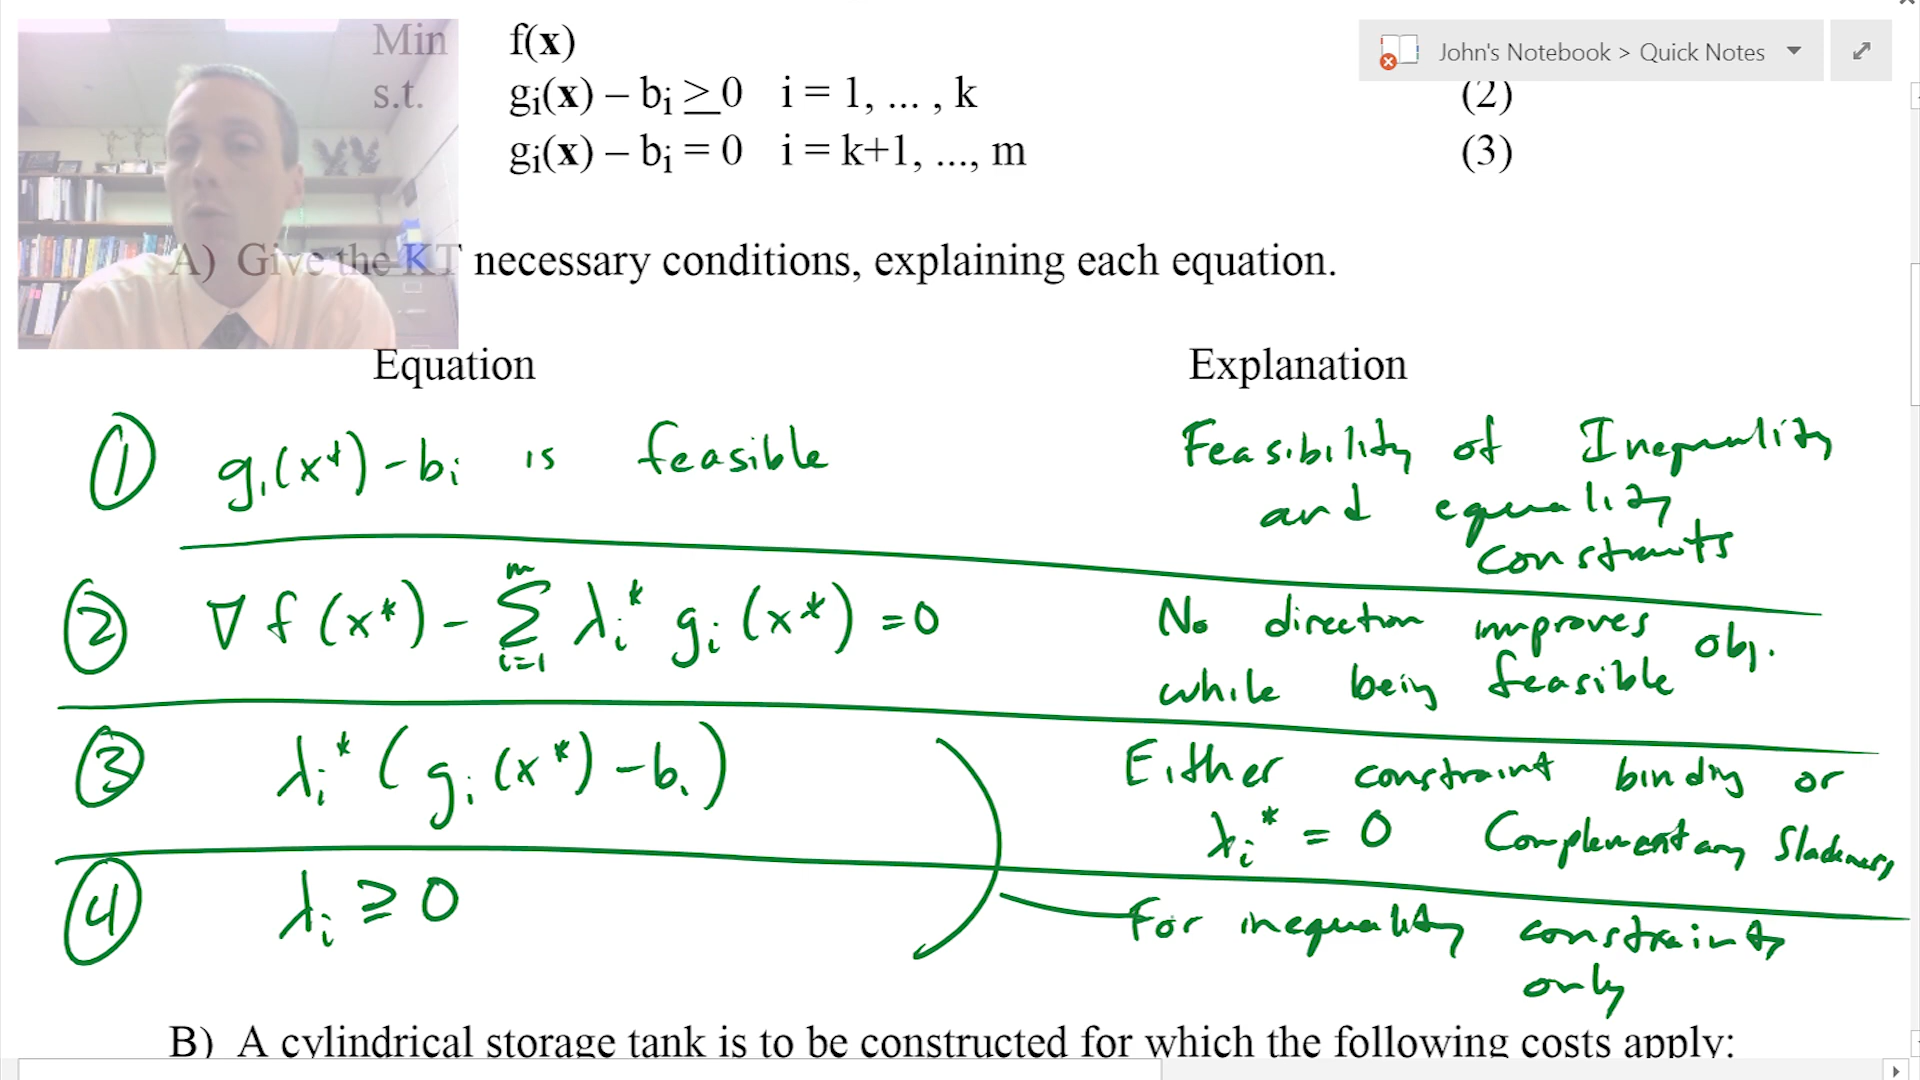 Min f(x)
John's Notebook > Quick Notes
s.t. gi(x) – bi ≥ 0 i = 1, ... , k (2)
gi(x) – bi = 0 i = k+1, ..., m (3)
A) Give the KT necessary conditions, explaining each equation.
Equation Explanation
① gi(x*) - bi is feasible
Feasibility of Inequality
and equality
constraints
② ∇f(x*) - Σ_{i=1}^{m} λi* gi(x*) = 0
No direction improves obj.
while being feasible
③ λi* (gi(x*) - bi)
Either constraint binding or
λi* = 0 Complementary Slackness
④ λi ≥ 0
For inequality constraints
only
B) A cylindrical storage tank is to be constructed for which the following costs apply: